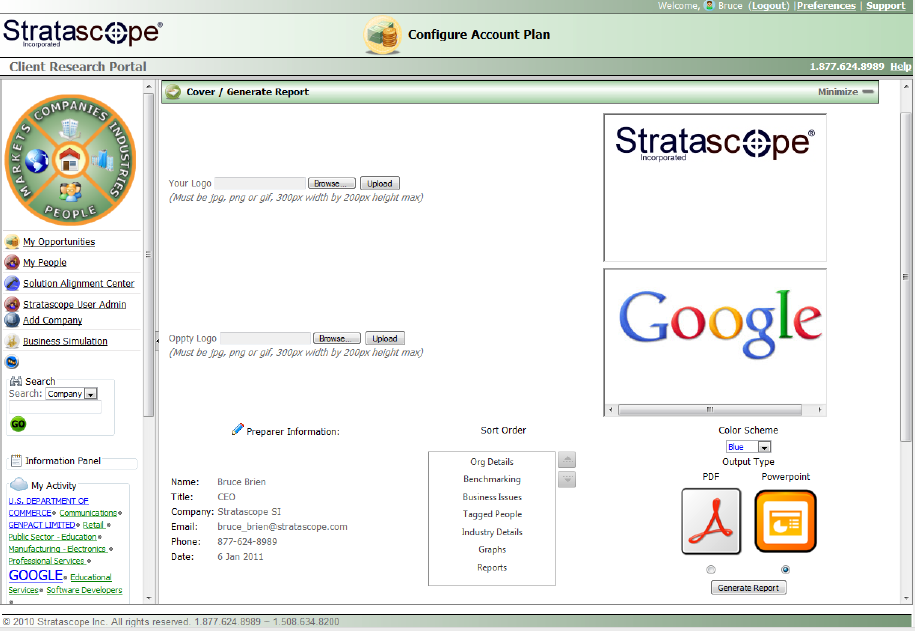 Welcome, Bruce (Logout) |Preferences | Support
Stratascope®
Incorporated
Configure Account Plan
Client Research Portal
1.877.624.8989 Help
MARKETS COMPANIES INDUSTRIES PEOPLE
My Opportunities
My People
Solution Alignment Center
Stratascope User Admin
Add Company
Business Simulation
Search
Search: Company
GO
Information Panel
My Activity
U.S. DEPARTMENT OF
COMMERCE Communications
GENPACT LIMITED Retail
Public Sector - Education
Manufacturing - Electronics
Professional Services
GOOGLE Educational
Services Software Developers
Cover / Generate Report
Minimize
Your Logo Browse... Upload
(Must be jpg, png or gif, 300px width by 200px height max)
Stratascope®
Incorporated
Oppty Logo Browse... Upload
(Must be jpg, png or gif, 300px width by 200px height max)
Google
Preparer Information:
Name: Bruce Brien
Title: CEO
Company: Stratascope SI
Email: bruce_brien@stratascope.com
Phone: 877-624-8989
Date: 6 Jan 2011
Sort Order
Org Details
Benchmarking
Business Issues
Tagged People
Industry Details
Graphs
Reports
Color Scheme
Blue
Output Type
PDF Powerpoint
Generate Report
© 2010 Stratascope Inc. All rights reserved. 1.877.624.8989 ~ 1.508.634.8200